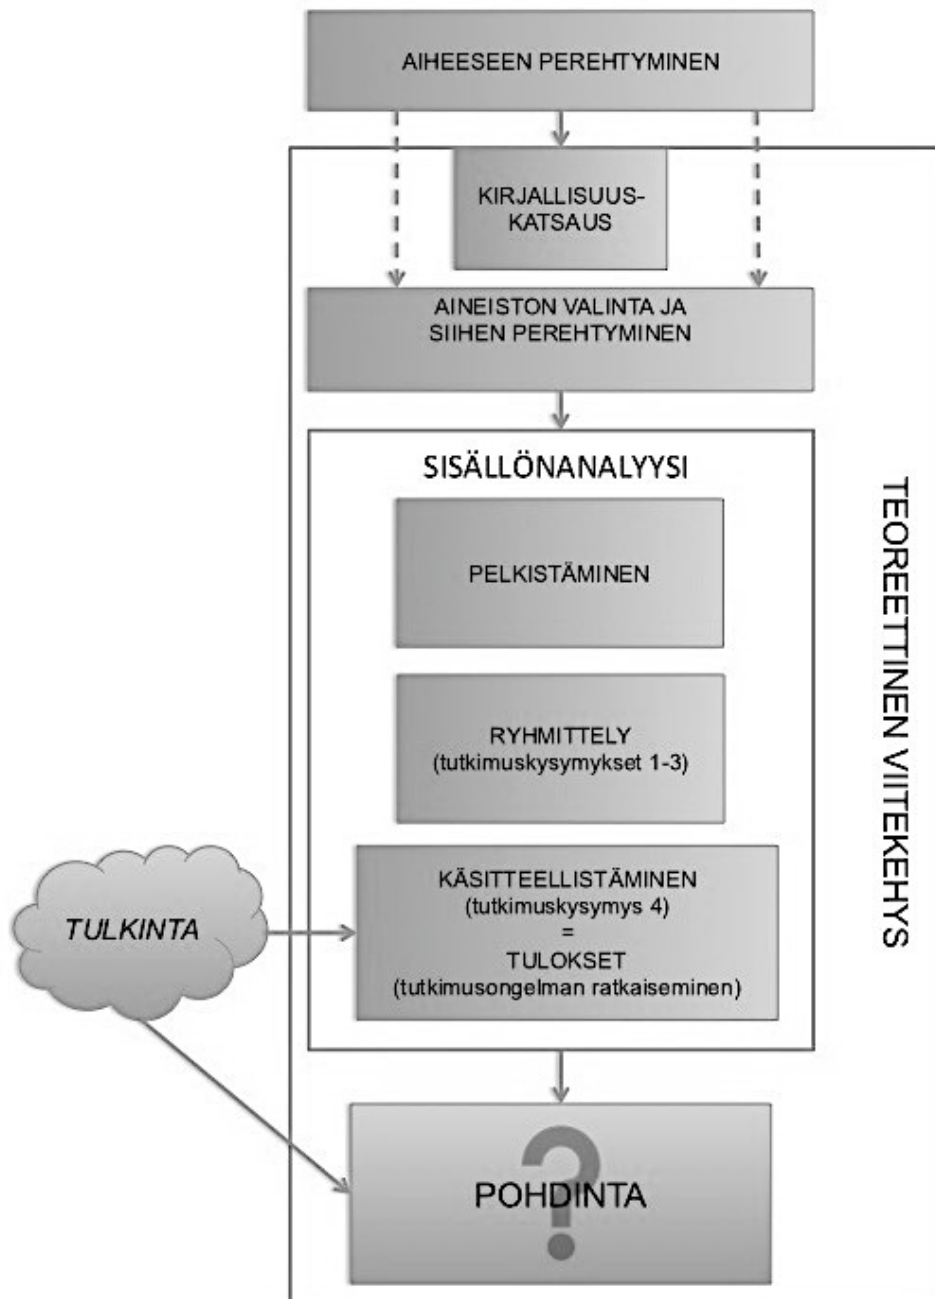 AIHEESEEN PEREHTYMINEN
KIRJALLISUUS-
KATSAUS
AINEISTON VALINTA JA
SIIHEN PEREHTYMINEN
SISÄLLÖNANALYYSI
PELKISTÄMINEN
RYHMITTELY
(tutkimuskysymykset 1-3)
KÄSITTEELLISTÄMINEN
(tutkimuskysymys 4)
=
TULOKSET
(tutkimusongelman ratkaiseminen)
TULKINTA
?
POHDINTA
TEOREETTINEN VIITEKEHYS